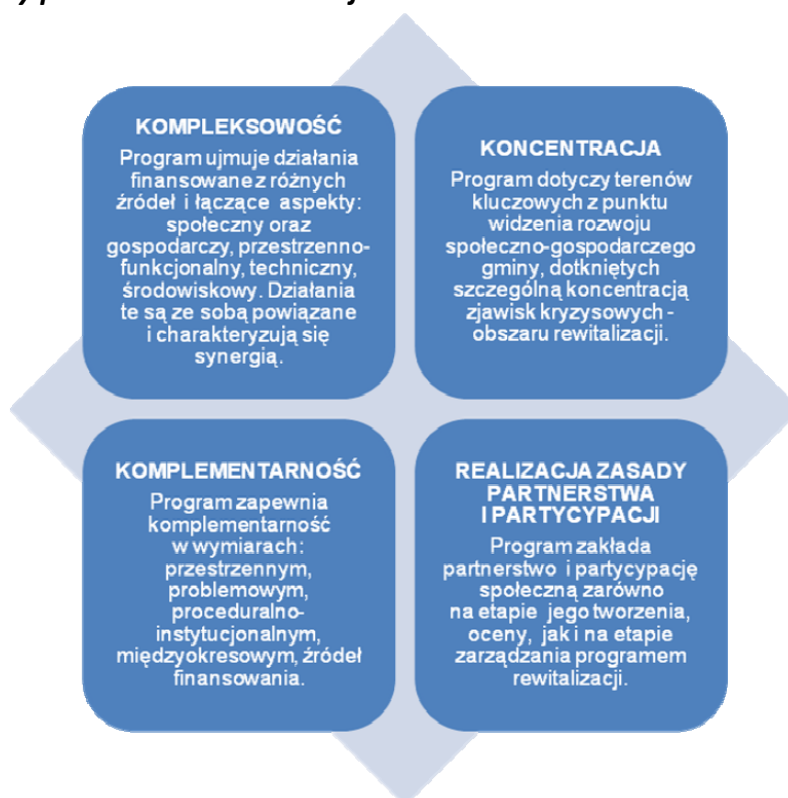 KOMPLEKSOWOŚĆ
Program ujmuje działania
finansowane z różnych
źródeł i łączące aspekty:
społeczny oraz
gospodarczy, przestrzenno-
funkcjonalny, techniczny,
środowiskowy. Działania
te są ze sobą powiązane
i charakteryzują się
synergią.
KONCENTRACJA
Program dotyczy terenów
kluczowych z punktu
widzenia rozwoju
społeczno-gospodarczego
gminy, dotkniętych
szczególną koncentracją
zjawisk kryzysowych -
obszaru rewitalizacji.
KOMPLEMENTARNOŚĆ
Program zapewnia
komplementarność
w wymiarach:
przestrzennym,
problemowym,
proceduralno-
instytucjonalnym,
międzyokresowym, źródeł
finansowania.
REALIZACJA ZASADY
PARTNERSTWA
I PARTYCYPACJI
Program zakłada
partnerstwo i partycypację
społeczną zarówno
na etapie jego tworzenia,
oceny, jak i na etapie
zarządzania programem
rewitalizacji.